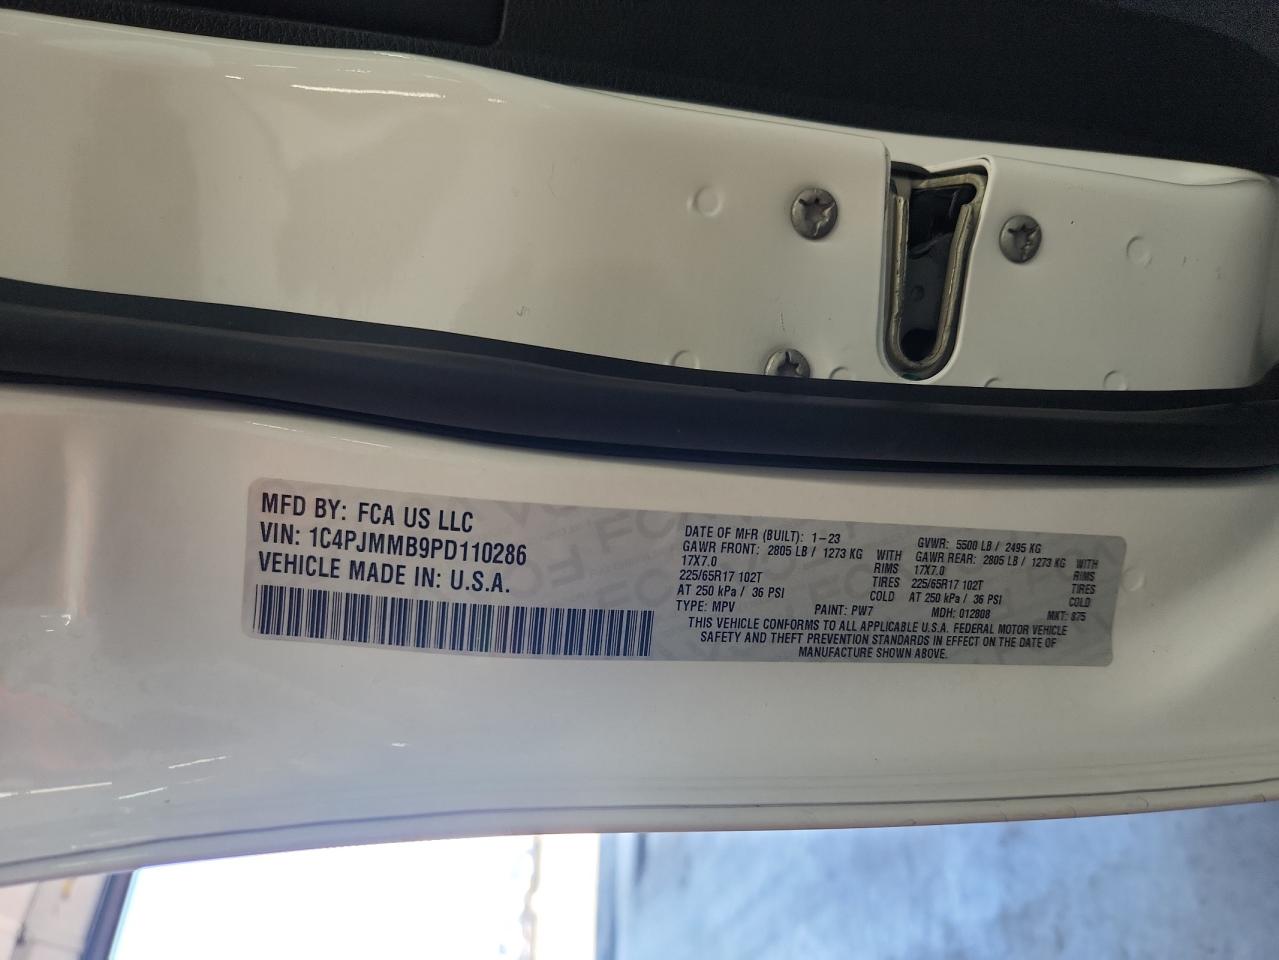 MFD BY: FCA US LLC
VIN: 1C4PJMMB9PD110286
VEHICLE MADE IN: U.S.A.
DATE OF MFR (BUILT): 1-23 GVWR: 5500 LB / 2495 KG
GAWR FRONT: 2805 LB / 1273 KG WITH GAWR REAR: 2805 LB / 1273 KG WITH
17X7.0 RIMS 17X7.0 RIMS
225/65R17 102T TIRES 225/65R17 102T TIRES
AT 250 kPa / 36 PSI COLD AT 250 kPa / 36 PSI COLD
TYPE: MPV PAINT: PW7 MDH: 012808 MKT: 875
THIS VEHICLE CONFORMS TO ALL APPLICABLE U.S.A. FEDERAL MOTOR VEHICLE
SAFETY AND THEFT PREVENTION STANDARDS IN EFFECT ON THE DATE OF
MANUFACTURE SHOWN ABOVE.